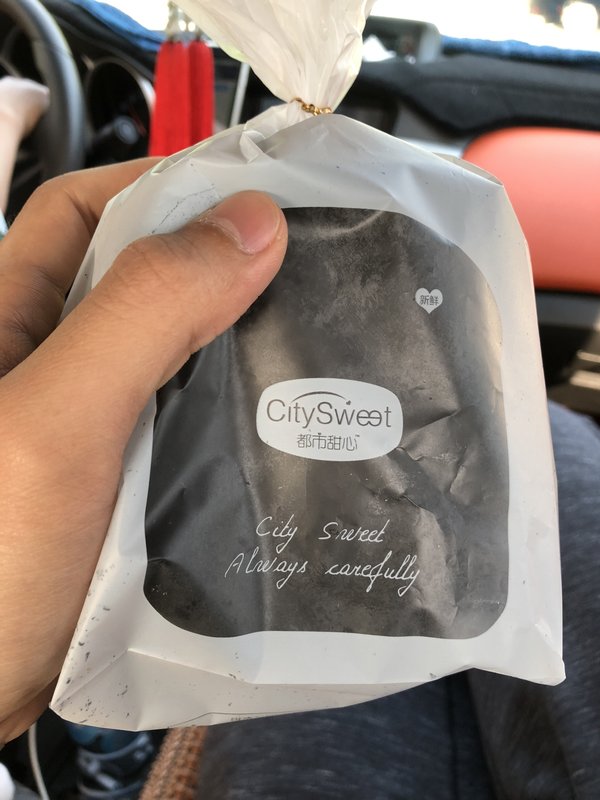 新鲜
CitySweet
都市甜心
City Sweet
Always carefully